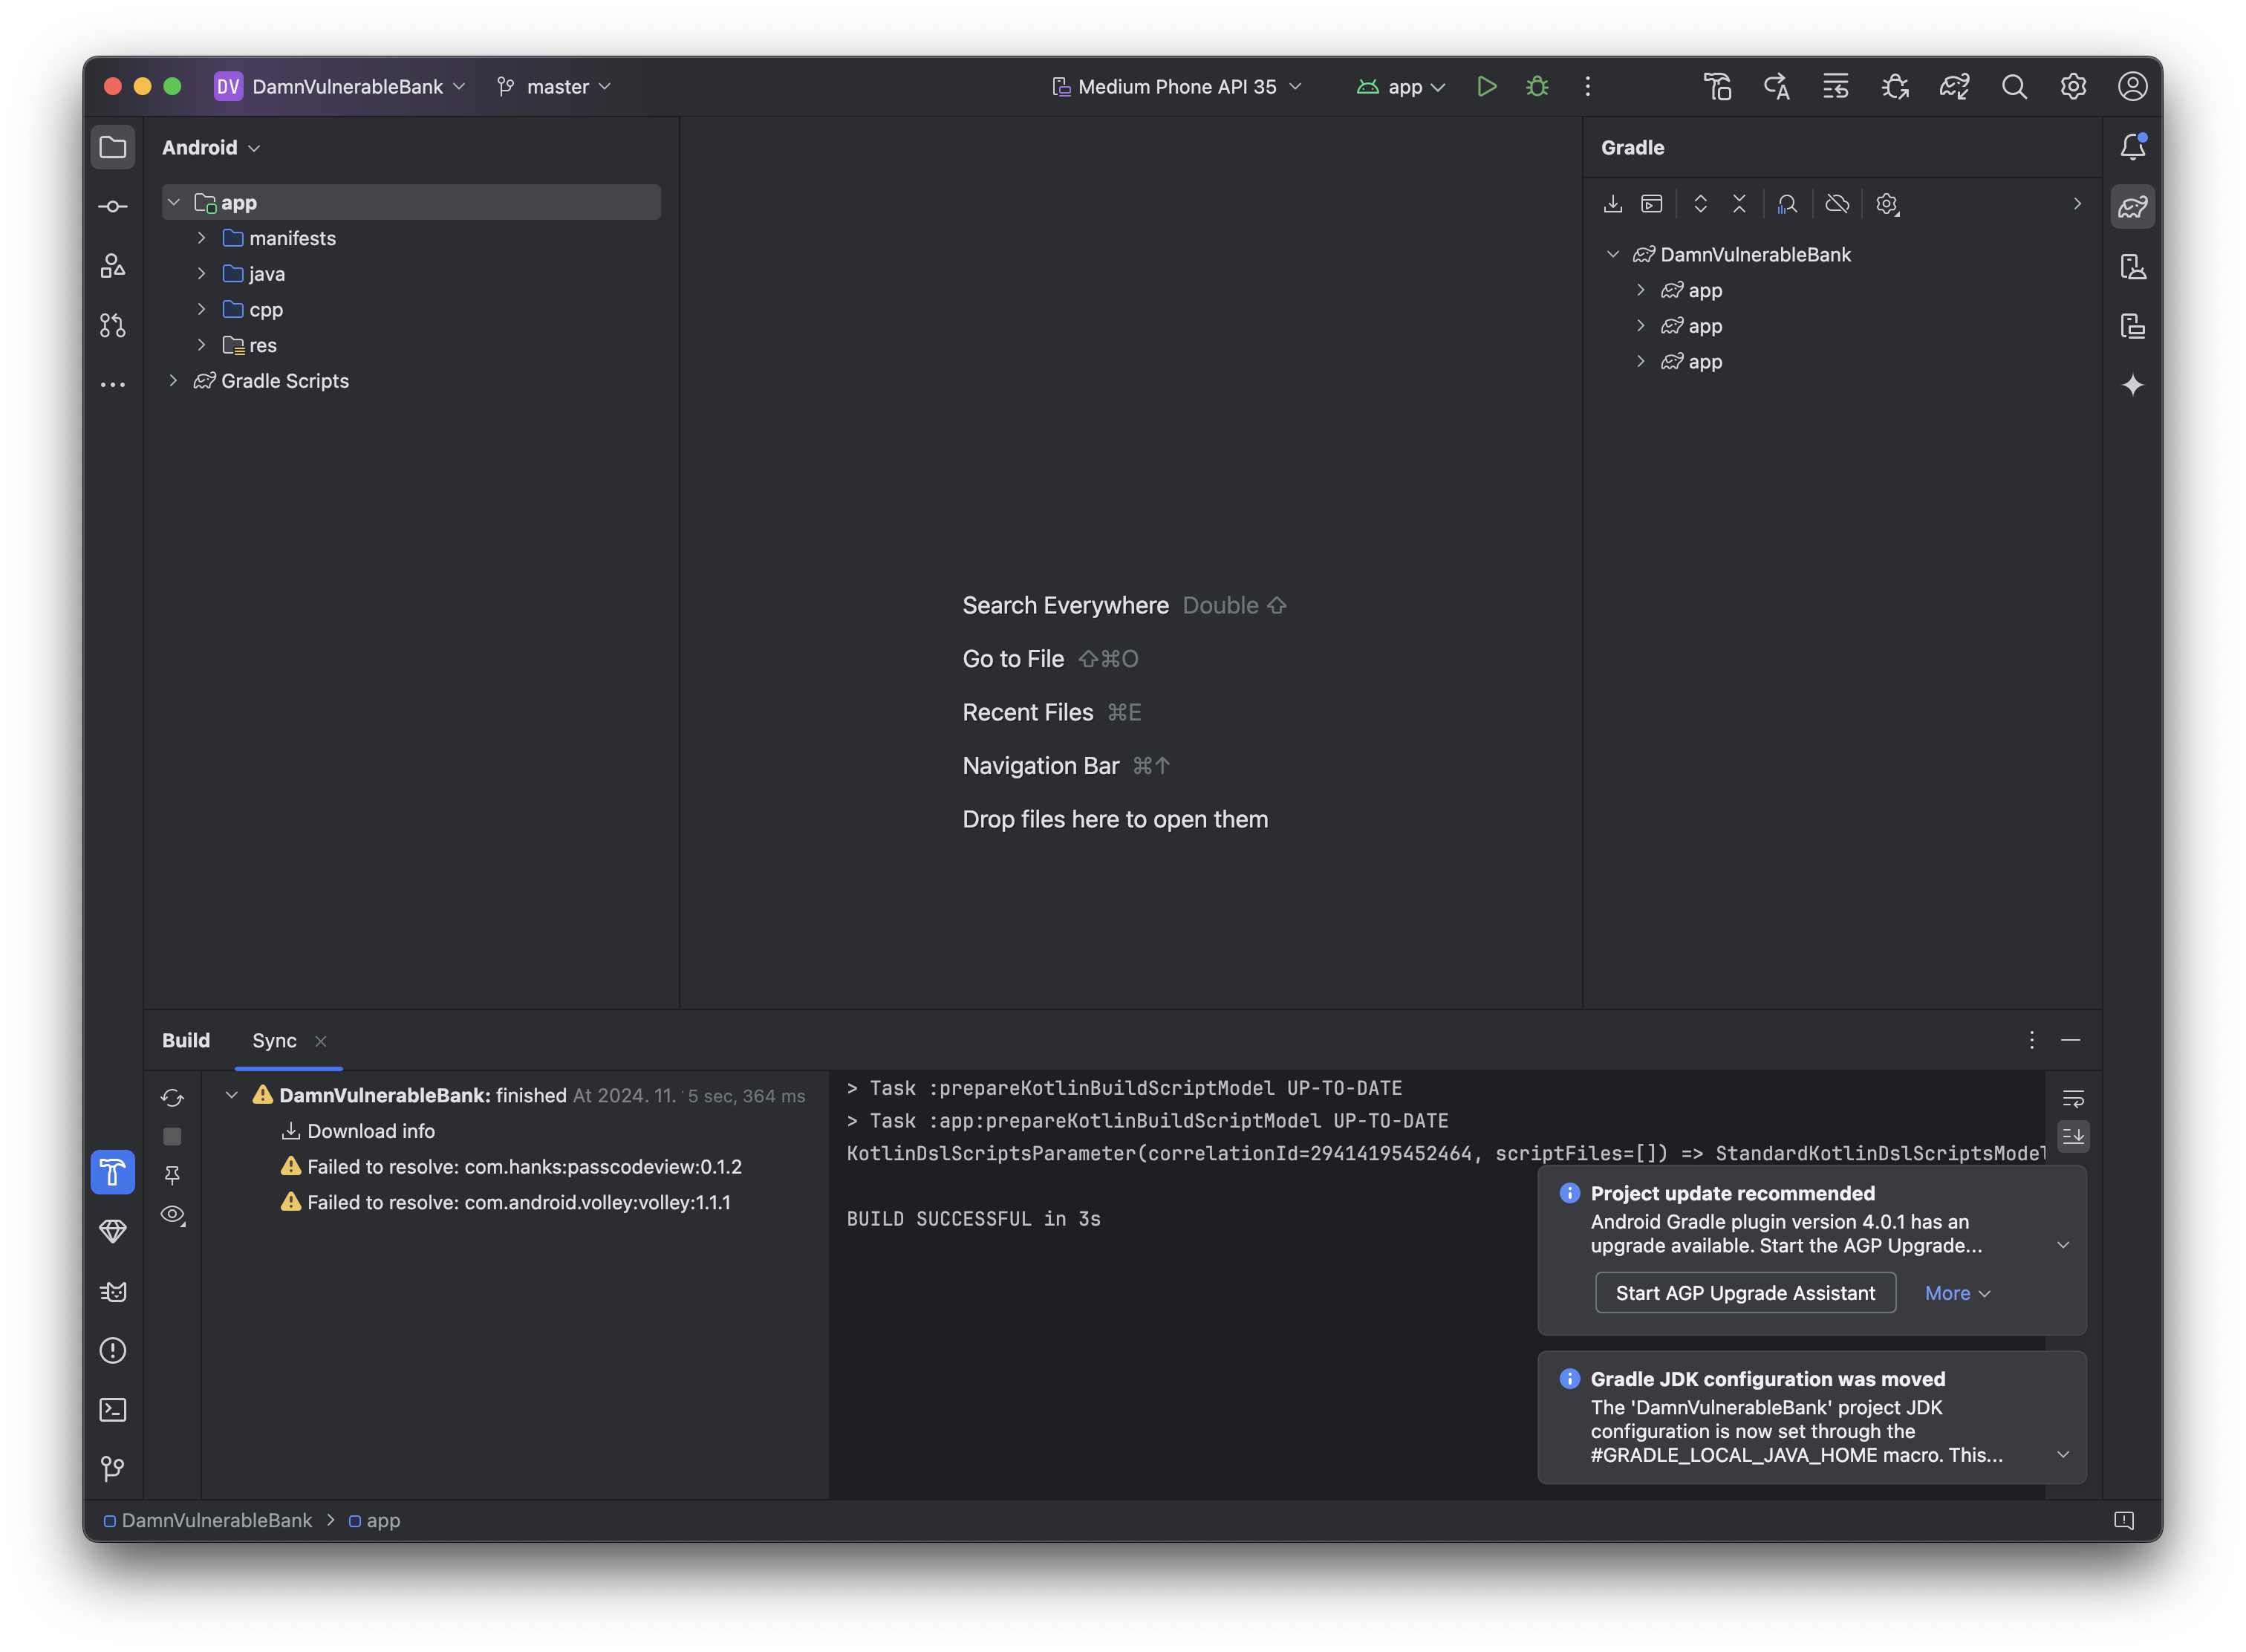 DV DamnVulnerableBank master Medium Phone API 35 app
Android
app
manifests
java
cpp
res
Gradle Scripts
Search Everywhere Double ⇧
Go to File ⇧⌘O
Recent Files ⌘E
Navigation Bar ⌘↑
Drop files here to open them
Gradle
DamnVulnerableBank
app
app
app
Build Sync
DamnVulnerableBank: finished At 2024. 11. 5 sec, 364 ms
Download info
Failed to resolve: com.hanks:passcodeview:0.1.2
Failed to resolve: com.android.volley:volley:1.1.1
> Task :prepareKotlinBuildScriptModel UP-TO-DATE
> Task :app:prepareKotlinBuildScriptModel UP-TO-DATE
KotlinDslScriptsParameter(correlationId=29414195452464, scriptFiles=[]) => StandardKotlinDslScriptsModel
BUILD SUCCESSFUL in 3s
Project update recommended
Android Gradle plugin version 4.0.1 has an
upgrade available. Start the AGP Upgrade...
Start AGP Upgrade Assistant More
Gradle JDK configuration was moved
The 'DamnVulnerableBank' project JDK
configuration is now set through the
#GRADLE_LOCAL_JAVA_HOME macro. This...
DamnVulnerableBank > app